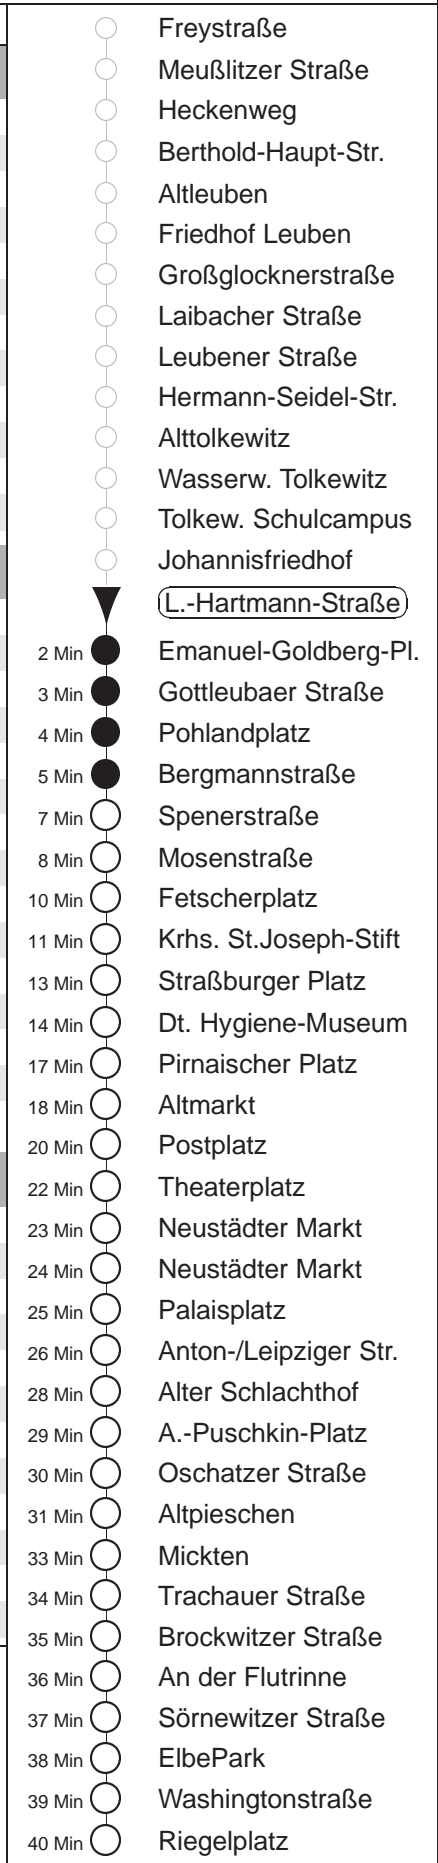 Freystraße
Meußlitzer Straße
Heckenweg
Berthold-Haupt-Str.
Altleuben
Friedhof Leuben
Großglocknerstraße
Laibacher Straße
Leubener Straße
Hermann-Seidel-Str.
Alttolkewitz
Wasserw. Tolkewitz
Tolkew. Schulcampus
Johannisfriedhof
L.-Hartmann-Straße
2 Min Emanuel-Goldberg-Pl.
3 Min Gottleubaer Straße
4 Min Pohlandplatz
5 Min Bergmannstraße
7 Min Spenerstraße
8 Min Mosenstraße
10 Min Fetscherplatz
11 Min Krhs. St.Joseph-Stift
13 Min Straßburger Platz
14 Min Dt. Hygiene-Museum
17 Min Pirnaischer Platz
18 Min Altmarkt
20 Min Postplatz
22 Min Theaterplatz
23 Min Neustädter Markt
24 Min Neustädter Markt
25 Min Palaisplatz
26 Min Anton-/Leipziger Str.
28 Min Alter Schlachthof
29 Min A.-Puschkin-Platz
30 Min Oschatzer Straße
31 Min Altpieschen
33 Min Mickten
34 Min Trachauer Straße
35 Min Brockwitzer Straße
36 Min An der Flutrinne
37 Min Sörnewitzer Straße
38 Min ElbePark
39 Min Washingtonstraße
40 Min Riegelplatz